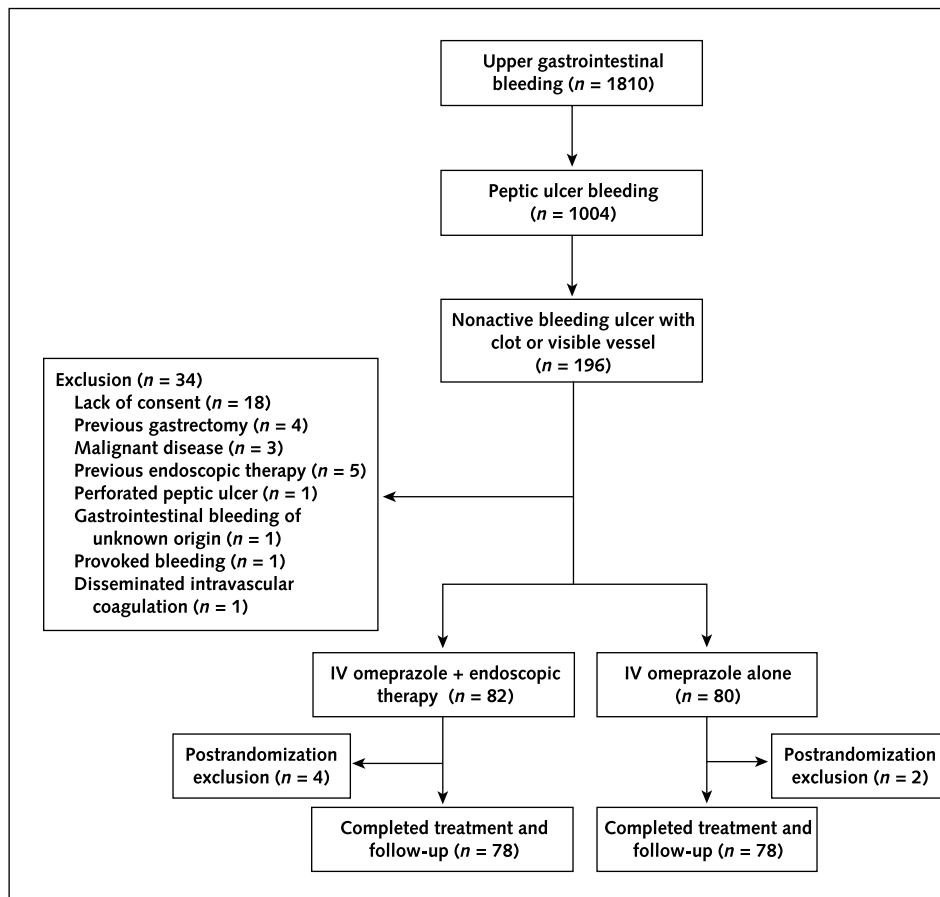 Upper gastrointestinal
bleeding (n = 1810)
Peptic ulcer bleeding
(n = 1004)
Nonactive bleeding ulcer with
clot or visible vessel
(n = 196)
Exclusion (n = 34)
Lack of consent (n = 18)
Previous gastrectomy (n = 4)
Malignant disease (n = 3)
Previous endoscopic therapy (n = 5)
Perforated peptic ulcer (n = 1)
Gastrointestinal bleeding of
unknown origin (n = 1)
Provoked bleeding (n = 1)
Disseminated intravascular
coagulation (n = 1)
IV omeprazole + endoscopic
therapy (n = 82)
IV omeprazole alone
(n = 80)
Postrandomization
exclusion (n = 4)
Postrandomization
exclusion (n = 2)
Completed treatment and
follow-up (n = 78)
Completed treatment and
follow-up (n = 78)